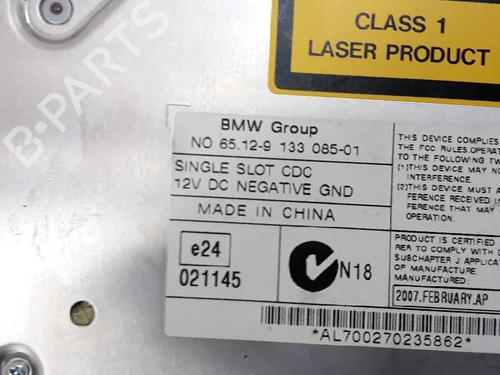 CLASS 1
LASER PRODUCT
BMW Group
NO 65.12-9 133 085-01
SINGLE SLOT CDC
12V DC NEGATIVE GND
MADE IN CHINA
e24
021145
N18
THIS DEVICE COMPLIES
THE FCC RULES.OPERAT
TO THE FOLLOWING TW
(1)THIS DEVICE MAY NO
INTERFERENCE.
(2)THIS DEVICE MUST A
FERENCE RECEIVED IN
FERENCE THAT MAY
OPERATION.
PRODUCT IS CERTIFIED
RER TO COMPLY WITH D
SUBCHAPTER J APPLICA
OF MANUFACTURE
MANUFACTURED:
2007.FEBRUARY.AP
*AL700270235862*
B-PARTS